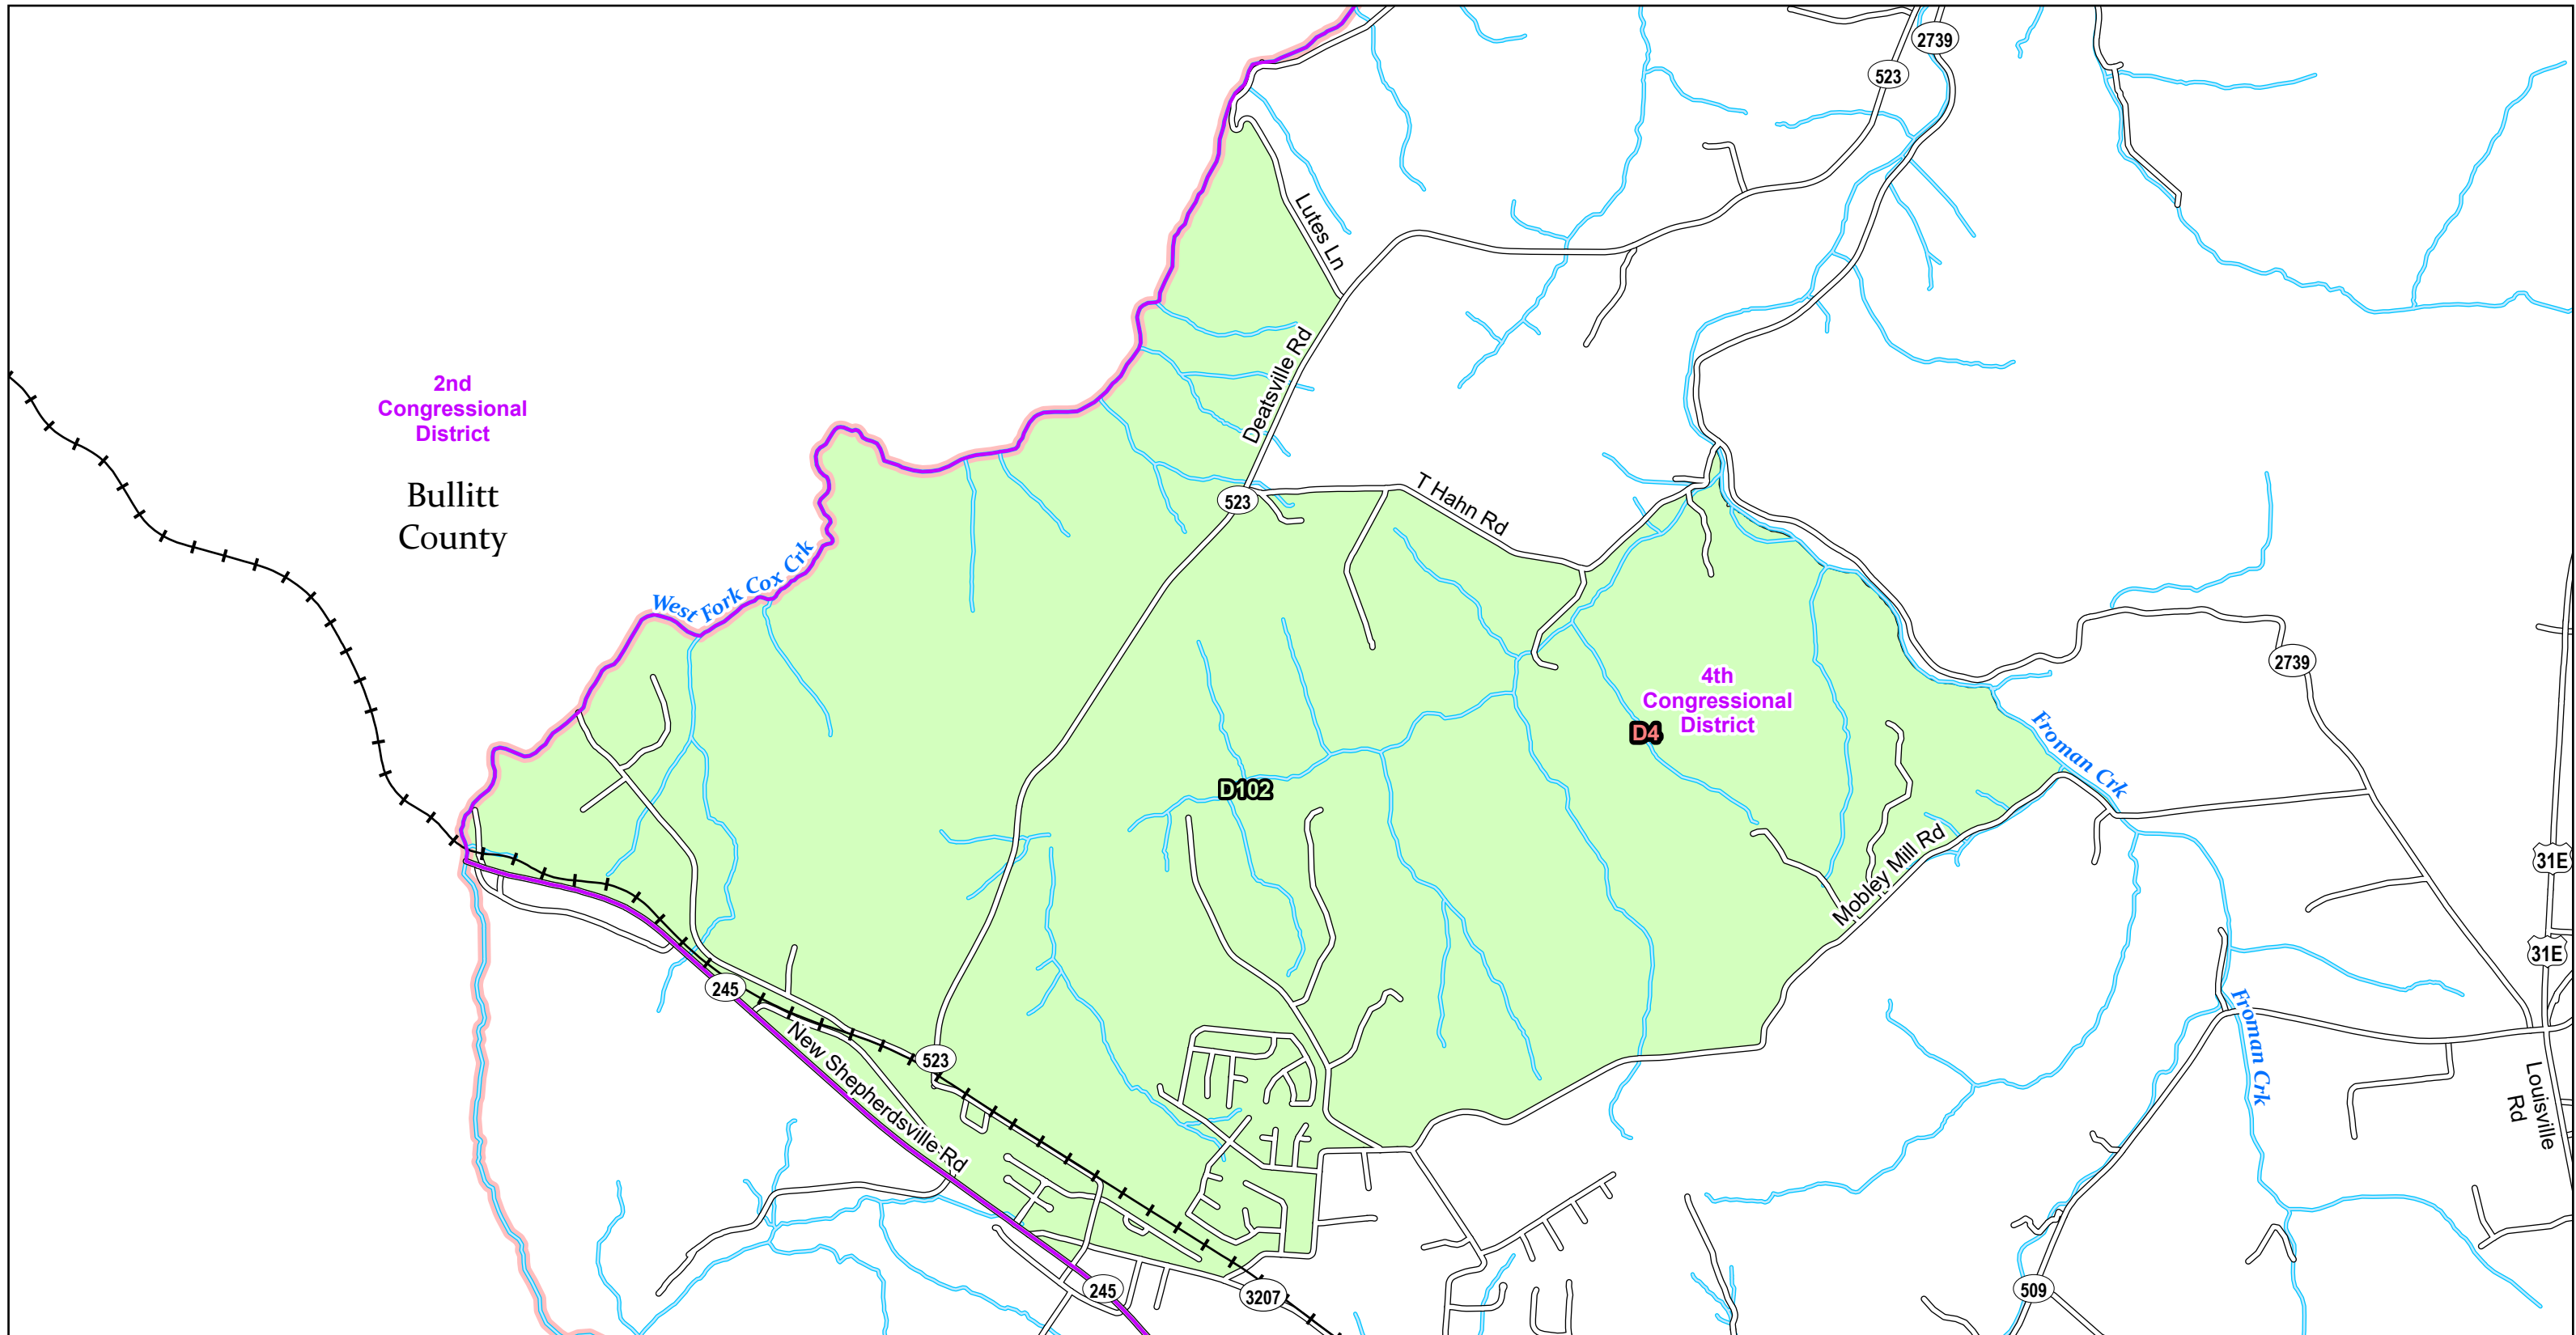 2739
523
Lutes Ln
Deatsville Rd
2nd
Congressional
District
Bullitt
County
523
T Hahn Rd
West Fork Cox Crk
2739
4th
Congressional
District
D4
Froman Crk
D102
Mobley Mill Rd
31E
31E
245
Froman Crk
New Shepherdsville Rd
523
Louisville
Rd
245
3207
509